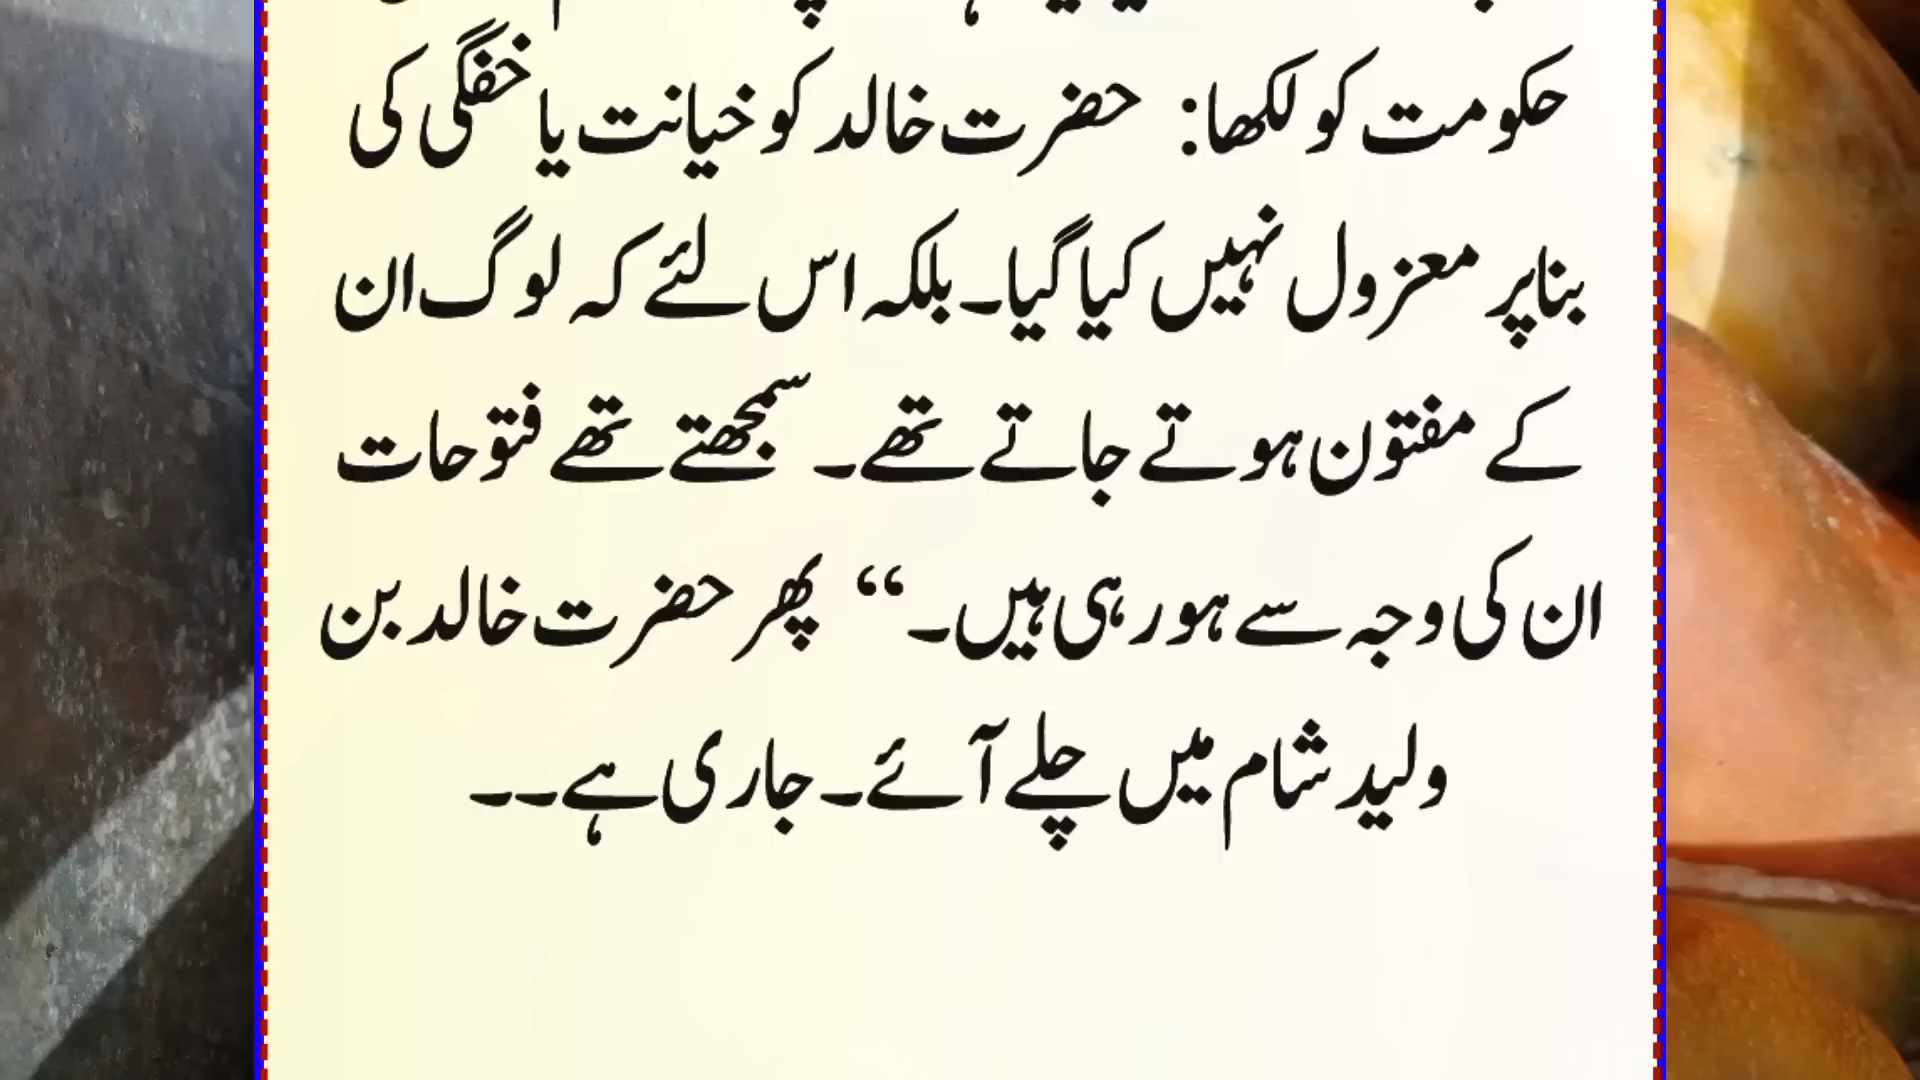 حکومت کو لکھا: حضرت خالد کو خیانت یا خفگی کی
بنا پر معزول نہیں کیا گیا۔ بلکہ اس لئے کہ لوگ ان
کے مفتون ہوتے جاتے تھے۔ سمجھتے تھے فتوحات
ان کی وجہ سے ہو رہی ہیں۔“ پھر حضرت خالد بن
ولید شام میں چلے آئے۔ جاری ہے۔۔